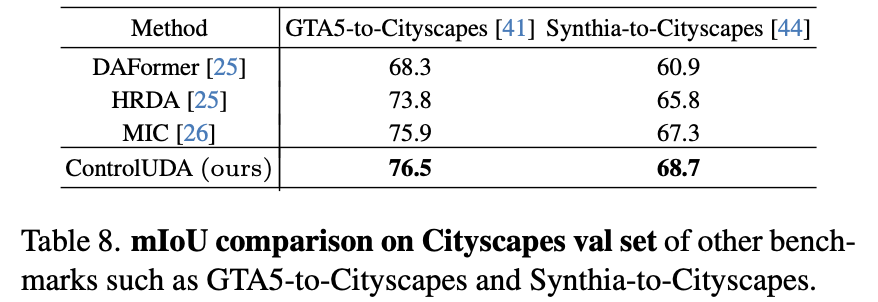 Method GTA5-to-Cityscapes [41] Synthia-to-Cityscapes [44]
DAFormer [25] 68.3 60.9
HRDA [25] 73.8 65.8
MIC [26] 75.9 67.3
ControlUDA (ours) 76.5 68.7
Table 8. mIoU comparison on Cityscapes val set of other bench-
marks such as GTA5-to-Cityscapes and Synthia-to-Cityscapes.